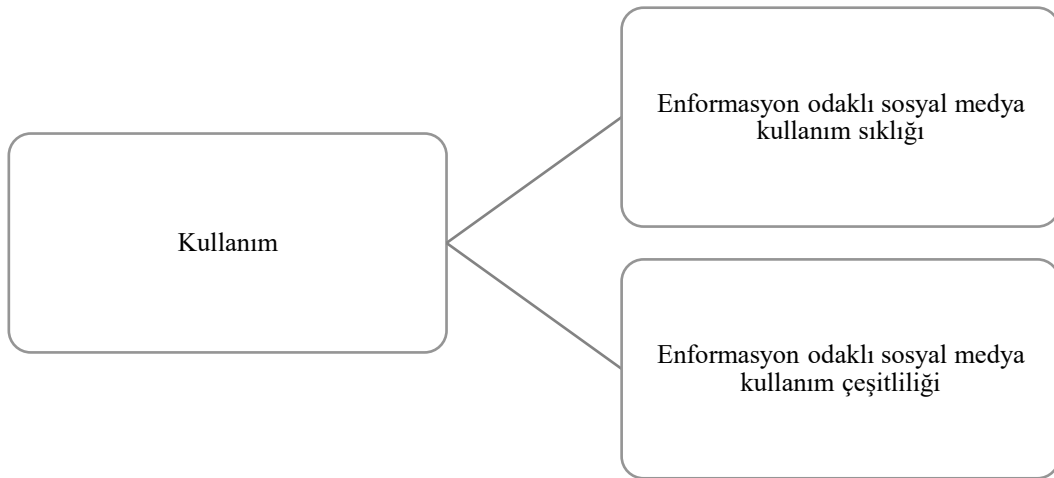 Kullanım
Enformasyon odaklı sosyal medya
kullanım sıklığı
Enformasyon odaklı sosyal medya
kullanım çeşitliliği